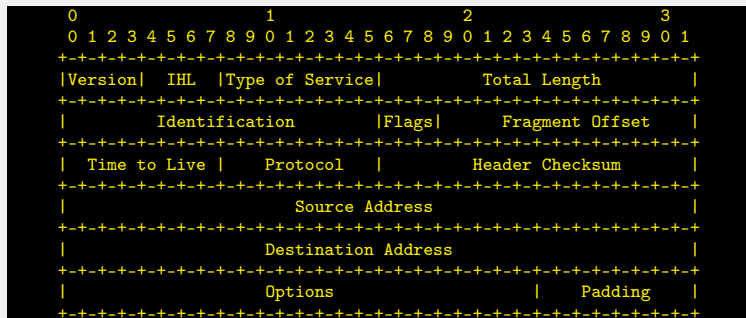 0                   1                   2                   3
 0 1 2 3 4 5 6 7 8 9 0 1 2 3 4 5 6 7 8 9 0 1 2 3 4 5 6 7 8 9 0 1
+-+-+-+-+-+-+-+-+-+-+-+-+-+-+-+-+-+-+-+-+-+-+-+-+-+-+-+-+-+-+-+-+
|Version|  IHL  |Type of Service|          Total Length         |
+-+-+-+-+-+-+-+-+-+-+-+-+-+-+-+-+-+-+-+-+-+-+-+-+-+-+-+-+-+-+-+-+
|         Identification        |Flags|      Fragment Offset    |
+-+-+-+-+-+-+-+-+-+-+-+-+-+-+-+-+-+-+-+-+-+-+-+-+-+-+-+-+-+-+-+-+
|  Time to Live |    Protocol   |         Header Checksum       |
+-+-+-+-+-+-+-+-+-+-+-+-+-+-+-+-+-+-+-+-+-+-+-+-+-+-+-+-+-+-+-+-+
|                       Source Address                          |
+-+-+-+-+-+-+-+-+-+-+-+-+-+-+-+-+-+-+-+-+-+-+-+-+-+-+-+-+-+-+-+-+
|                    Destination Address                        |
+-+-+-+-+-+-+-+-+-+-+-+-+-+-+-+-+-+-+-+-+-+-+-+-+-+-+-+-+-+-+-+-+
|                    Options                    |    Padding    |
+-+-+-+-+-+-+-+-+-+-+-+-+-+-+-+-+-+-+-+-+-+-+-+-+-+-+-+-+-+-+-+-+